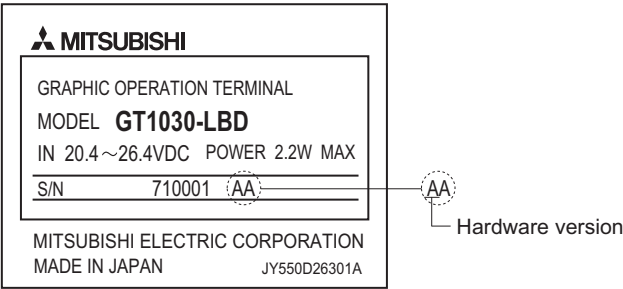 MITSUBISHI
GRAPHIC OPERATION TERMINAL
MODEL GT1030-LBD
IN 20.4～26.4VDC POWER 2.2W MAX
S/N 710001 AA AA
Hardware version
MITSUBISHI ELECTRIC CORPORATION
MADE IN JAPAN JY550D26301A